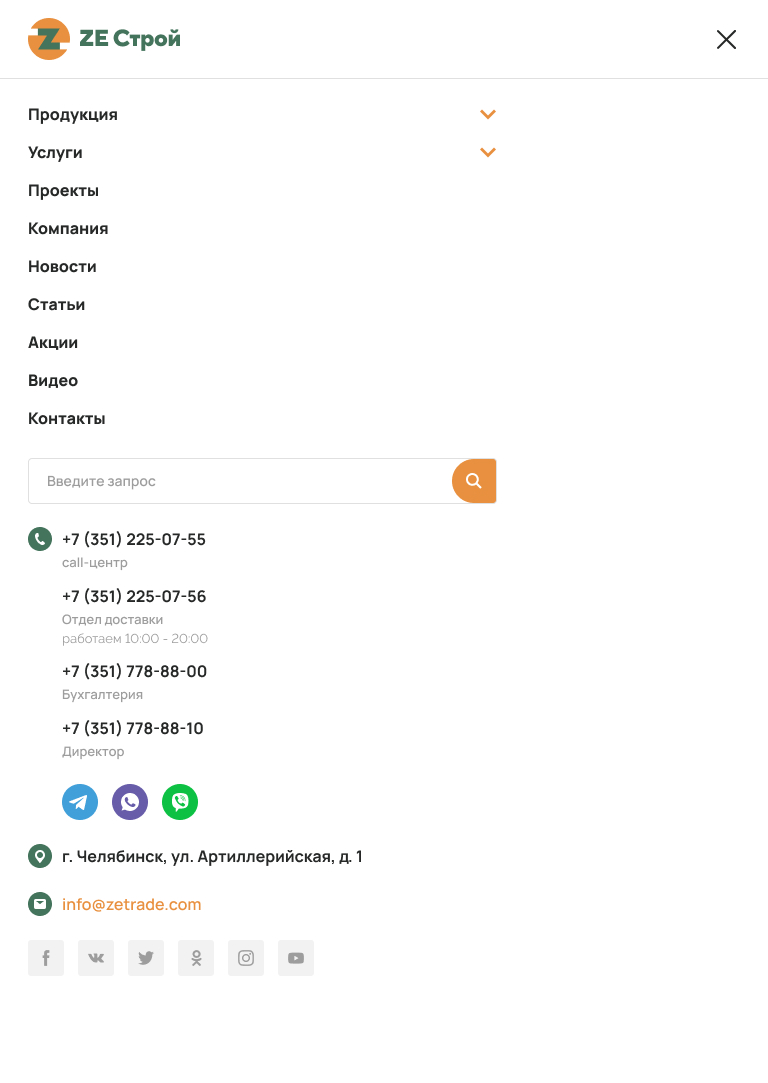 ZE Строй
Продукция
Услуги
Проекты
Компания
Новости
Статьи
Акции
Видео
Контакты
Введите запрос
+7 (351) 225-07-55
call-центр
+7 (351) 225-07-56
Отдел доставки
работаем 10:00 - 20:00
+7 (351) 778-88-00
Бухгалтерия
+7 (351) 778-88-10
Директор
г. Челябинск, ул. Артиллерийская, д. 1
info@zetrade.com